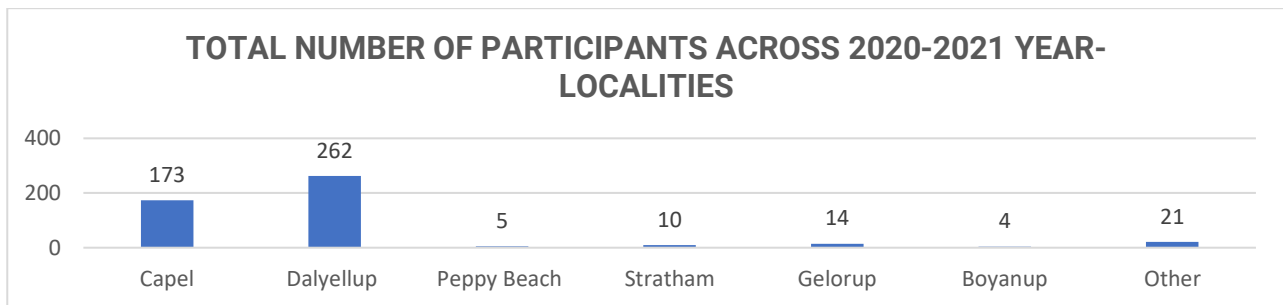 TOTAL NUMBER OF PARTICIPANTS ACROSS 2020-2021 YEAR-
LOCALITIES
400
200
0
173
262
5
10
14
4
21
Capel
Dalyellup
Peppy Beach
Stratham
Gelorup
Boyanup
Other